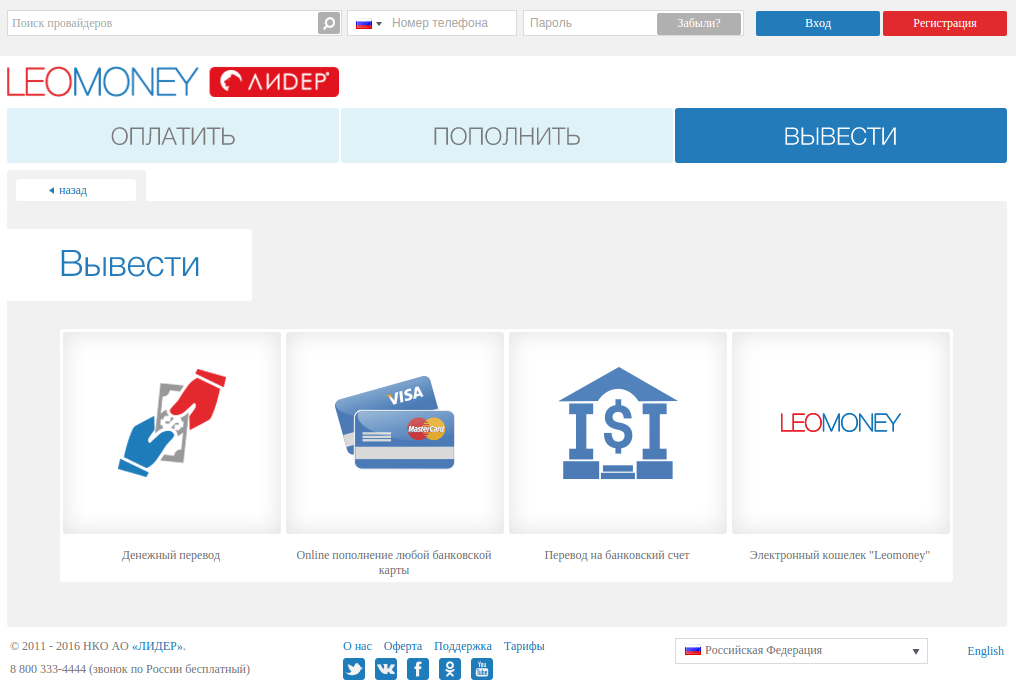 Поиск провайдеров
Номер телефона
Пароль
Забыли?
Вход
Регистрация
LEOMONEY ЛИДЕР
ОПЛАТИТЬ
ПОПОЛНИТЬ
ВЫВЕСТИ
назад
Вывести
VISA
MasterCard
$
LEOMONEY
Денежный перевод
Online пополнение любой банковской
карты
Перевод на банковский счет
Электронный кошелек "Leomoney"
© 2011 - 2016 НКО АО «ЛИДЕР».
8 800 333-4444 (звонок по России бесплатный)
О нас Оферта Поддержка Тарифы
You
Tube
Российская Федерация
English